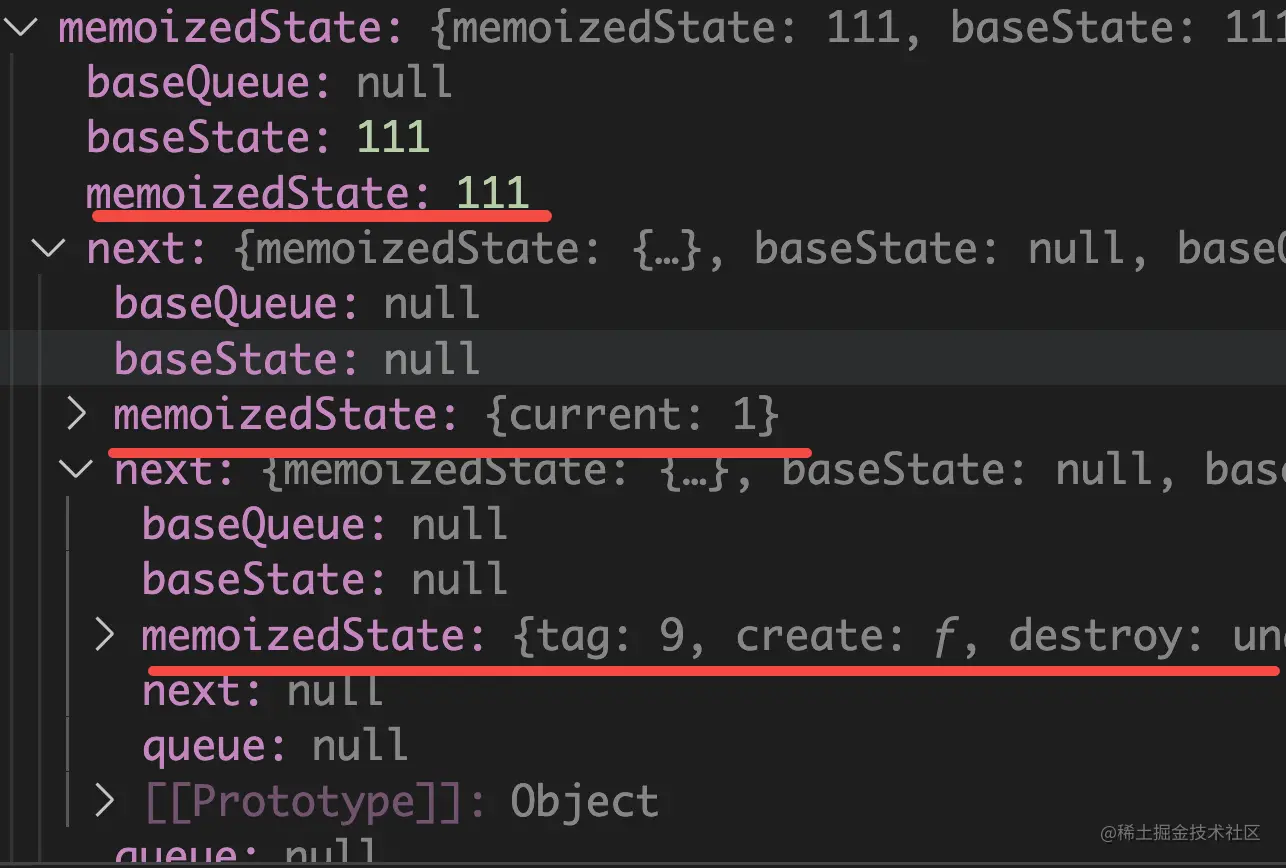 memoizedState: {memoizedState: 111, baseState: 111
baseQueue: null
baseState: 111
memoizedState: 111
next: {memoizedState: {…}, baseState: null, baseQ
baseQueue: null
baseState: null
memoizedState: {current: 1}
next: {memoizedState: {…}, baseState: null, base
baseQueue: null
baseState: null
memoizedState: {tag: 9, create: ƒ, destroy: un
next: null
queue: null
[[Prototype]]: Object
queue: null
@稀土掘金技术社区